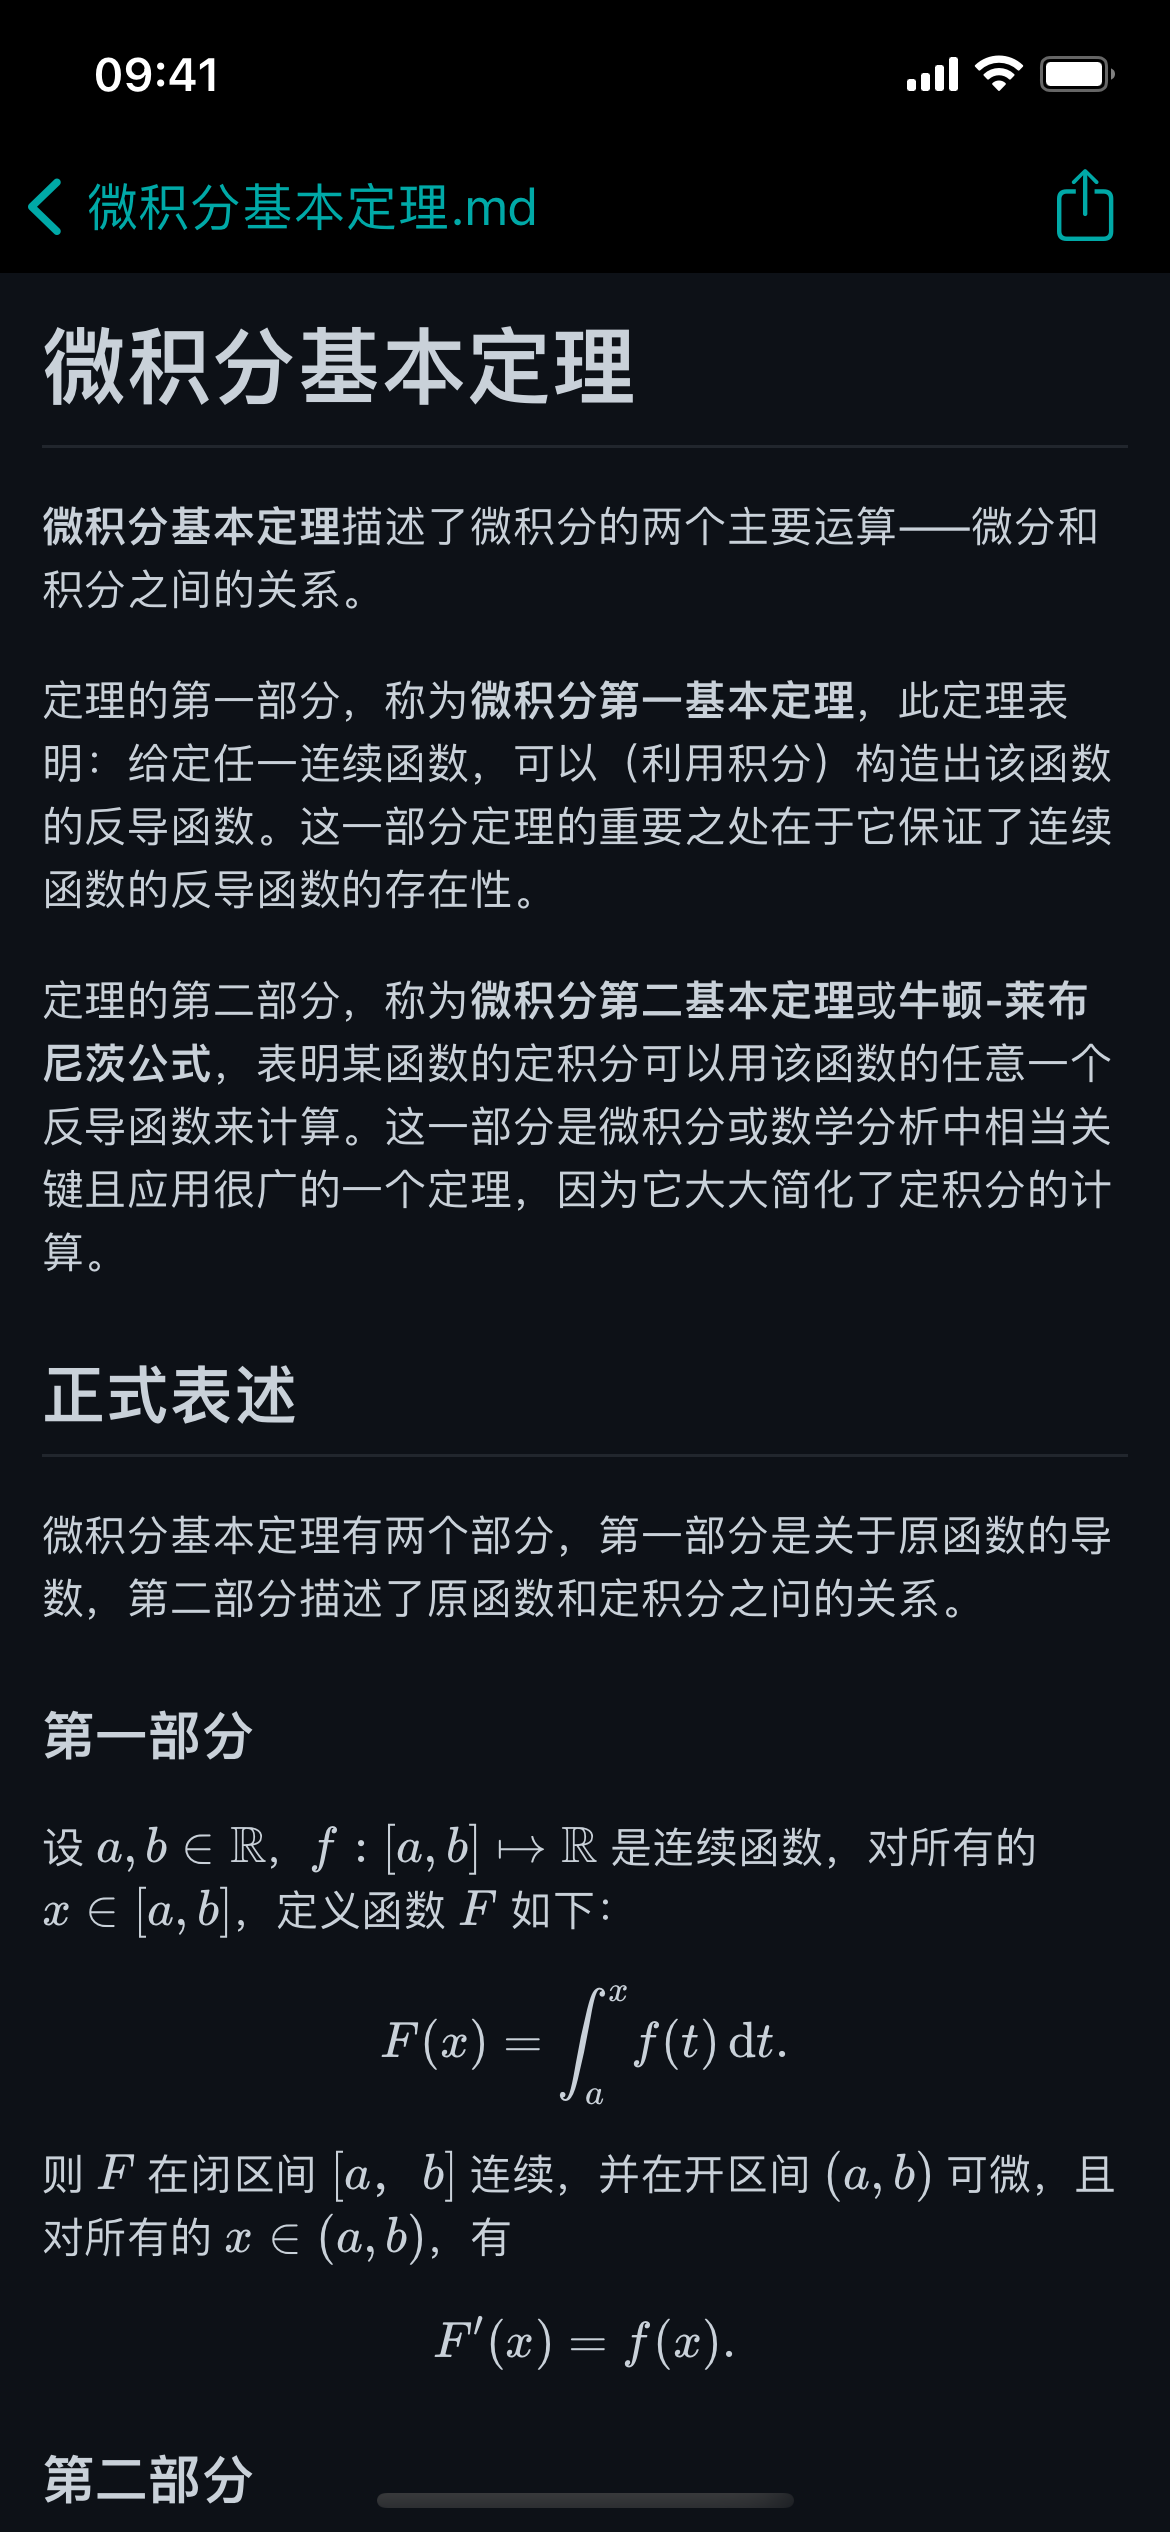 09:41
微积分基本定理.md
微积分基本定理
微积分基本定理描述了微积分的两个主要运算——微分和
积分之间的关系。
定理的第一部分，称为微积分第一基本定理，此定理表
明：给定任一连续函数，可以（利用积分）构造出该函数
的反导函数。这一部分定理的重要之处在于它保证了连续
函数的反导函数的存在性。
定理的第二部分，称为微积分第二基本定理或牛顿-莱布
尼茨公式，表明某函数的定积分可以用该函数的任意一个
反导函数来计算。这一部分是微积分或数学分析中相当关
键且应用很广的一个定理，因为它大大简化了定积分的计
算。
正式表述
微积分基本定理有两个部分，第一部分是关于原函数的导
数，第二部分描述了原函数和定积分之问的关系。
第一部分
设 a, b ∈ ℝ，f : [a, b] ↦ ℝ 是连续函数，对所有的
x ∈ [a, b]，定义函数 F 如下：
F(x) = ∫ₐˣ f(t) dt.
则 F 在闭区间 [a，b] 连续，并在开区间 (a, b) 可微，且
对所有的 x ∈ (a, b)，有
F′(x) = f(x).
第二部分